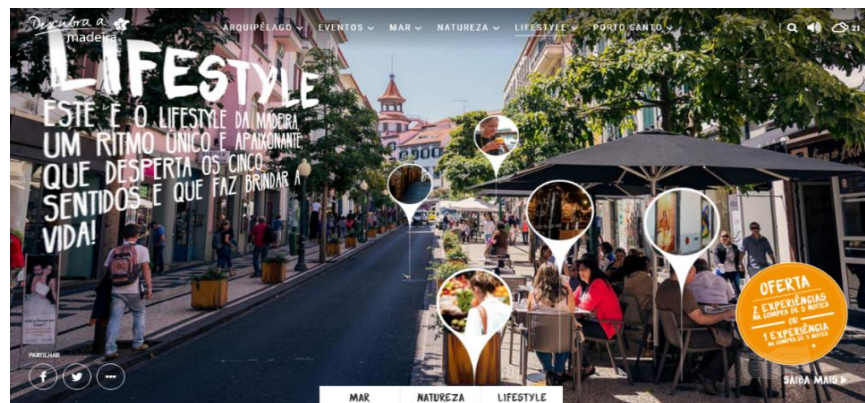 Descubra a
madeira
ARQUIPÉLAGO EVENTOS MAR NATUREZA LIFESTYLE PORTO SANTO
21
LIFESTYLE
ESTE É O LIFESTYLE DA MADEIRA,
UM RITMO ÚNICO E APAIXONANTE
QUE DESPERTA OS CINCO
SENTIDOS E QUE FAZ BRINDAR À
VIDA!
OFERTA
2 EXPERIÊNCIAS
NA COMPRA DE 5 NOITES
OU
1 EXPERIÊNCIA
NA COMPRA DE 3 NOITES
PARTILHAR
SAIBA MAIS
MAR NATUREZA LIFESTYLE